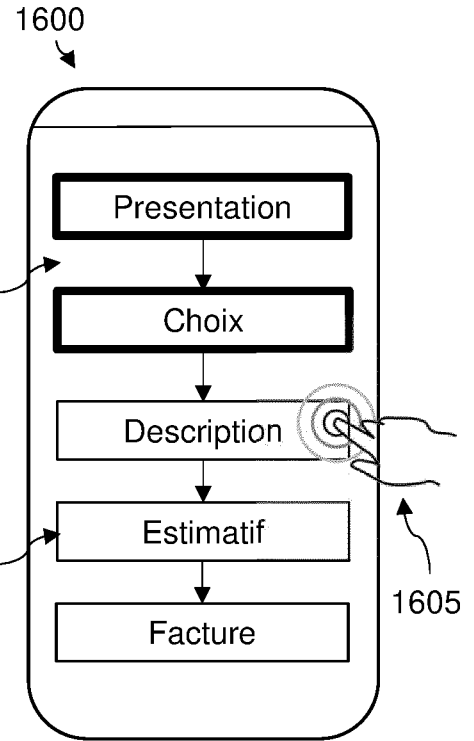 1600
Presentation
Choix
Description
Estimatif
1605
Facture